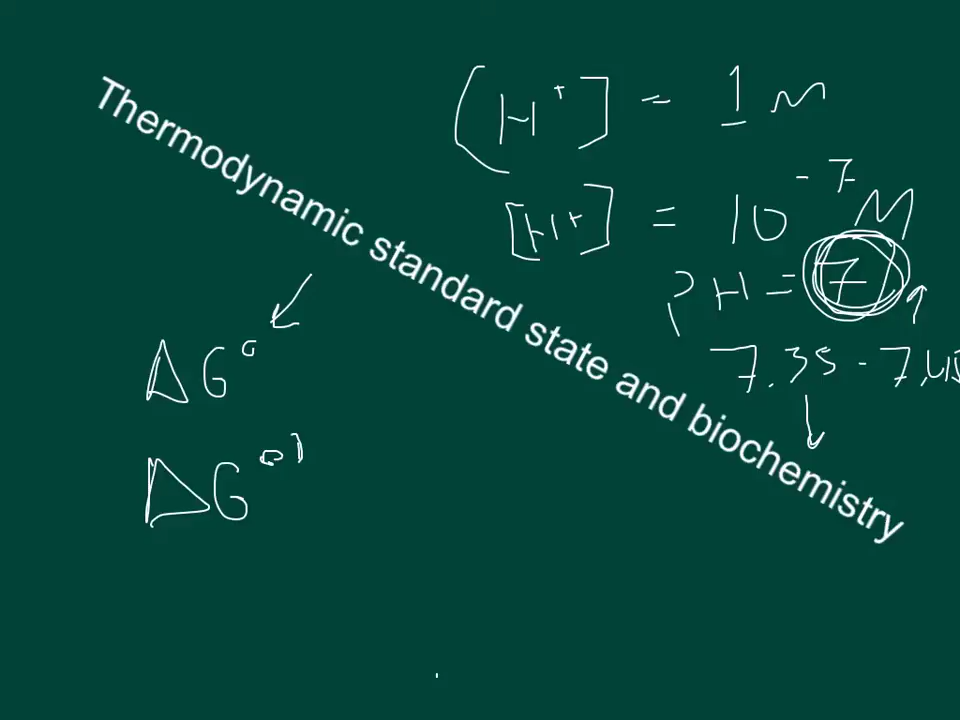 Thermodynamic standard state and biochemistry
[H+] = 1 M
[H+] = 10⁻⁷ M
PH = 7
7.35 - 7.45
ΔG°
ΔG°'